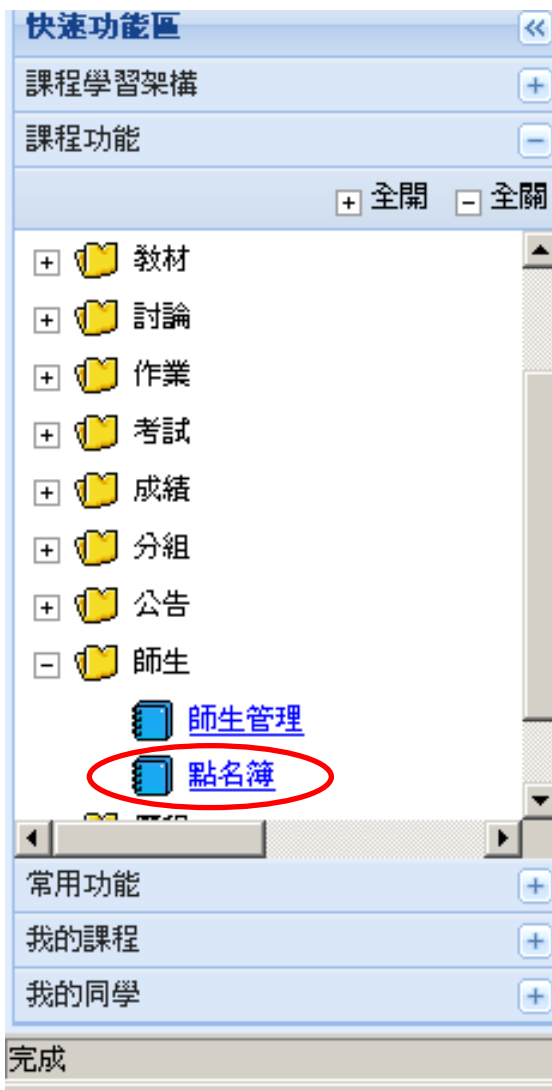 快速功能區
課程學習架構
課程功能
全開 全關
教材
討論
作業
考試
成績
分組
公告
師生
師生管理
點名簿
常用功能
我的課程
我的同學
完成